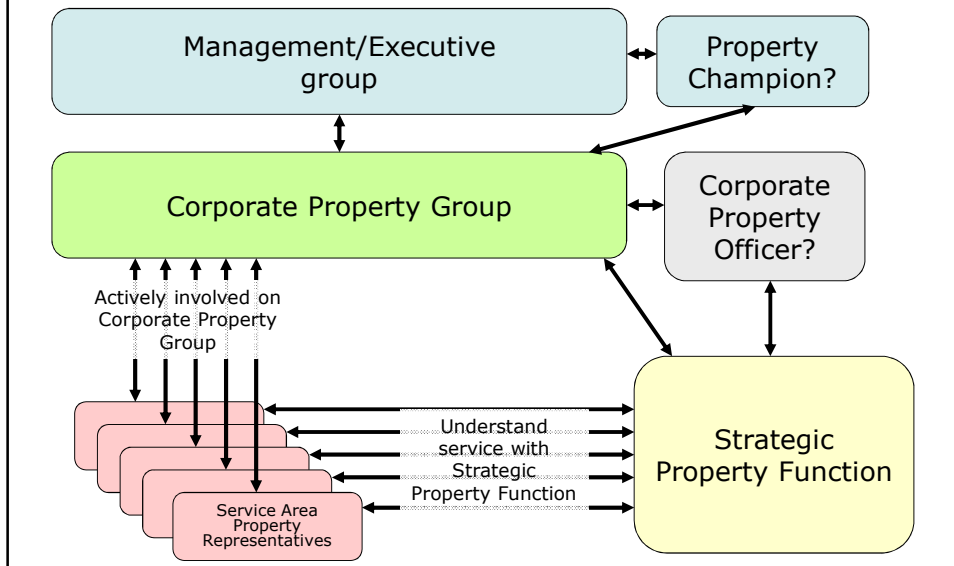 Management/Executive
group
Property
Champion?
Corporate Property Group
Corporate
Property
Officer?
Actively involved on
Corporate Property
Group
Understand
service with
Strategic
Property Function
Strategic
Property Function
Service Area
Property
Representatives